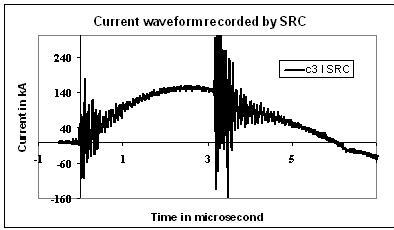 Current waveform recorded by SRC
240
140
40
-60
-160
-1
1
3
5
c3 I SRC
Current in kA
Time in microsecond